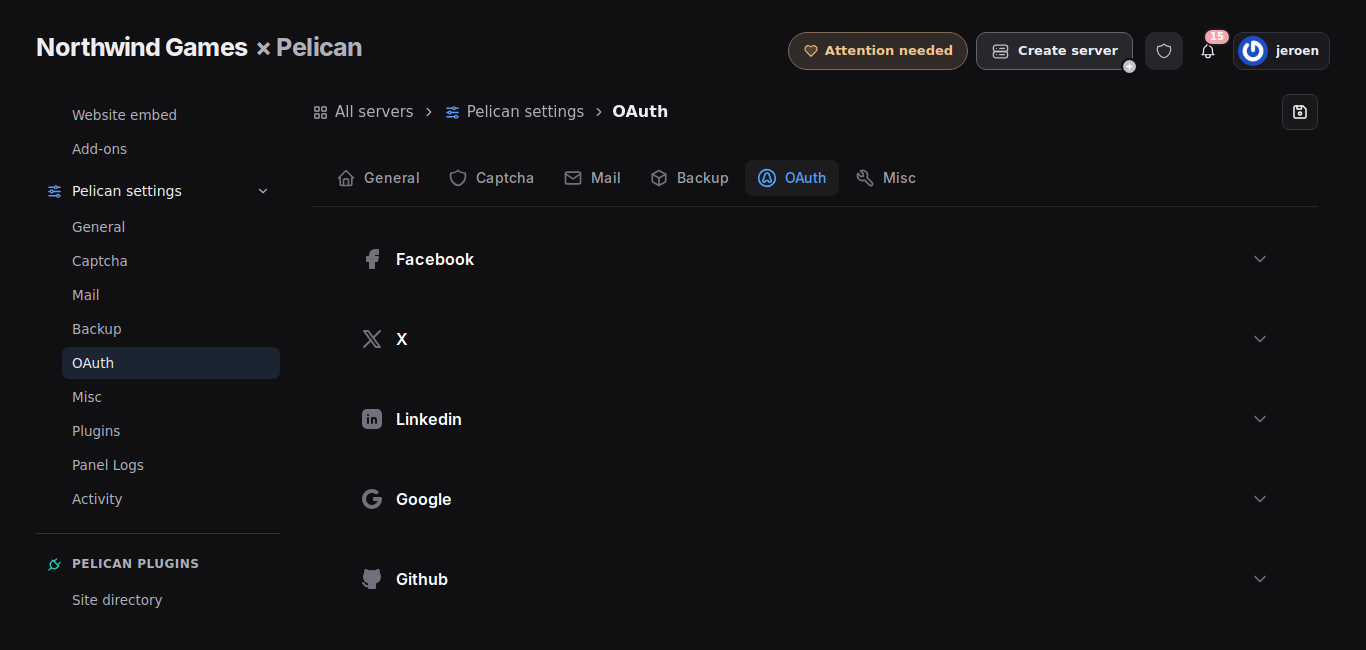 Northwind Games × Pelican
Attention needed
Create server
15
jeroen
Website embed
Add-ons
Pelican settings
General
Captcha
Mail
Backup
OAuth
Misc
Plugins
Panel Logs
Activity
PELICAN PLUGINS
Site directory
All servers > Pelican settings > OAuth
General Captcha Mail Backup OAuth Misc
Facebook
X
Linkedin
Google
Github